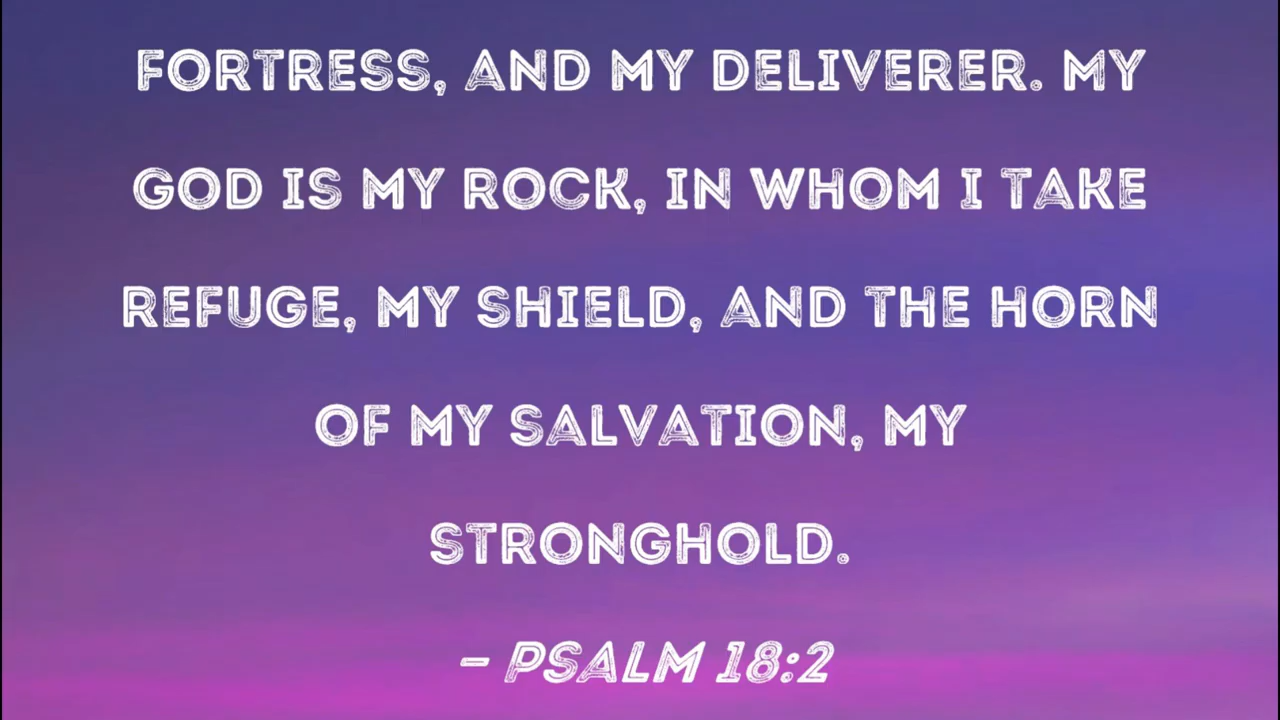 FORTRESS, AND MY DELIVERER. MY
GOD IS MY ROCK, IN WHOM I TAKE
REFUGE, MY SHIELD, AND THE HORN
OF MY SALVATION, MY
STRONGHOLD.
– PSALM 18:2